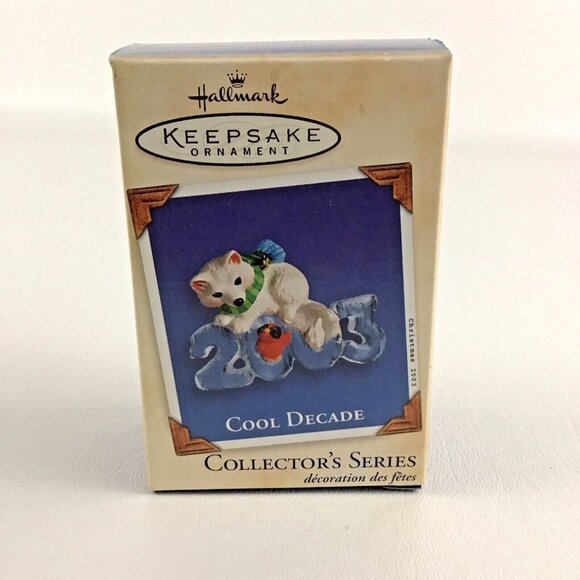 Hallmark
KEEPSAKE
ORNAMENT
2003
COOL DECADE
Christmas 2003
COLLECTOR'S SERIES
décoration des fêtes